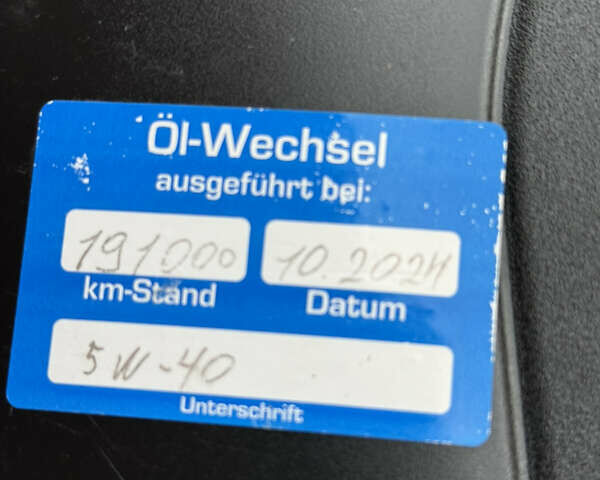 Öl-Wechsel
ausgeführt bei:
191000 10.2024
km-Stand Datum
5W-40
Unterschrift